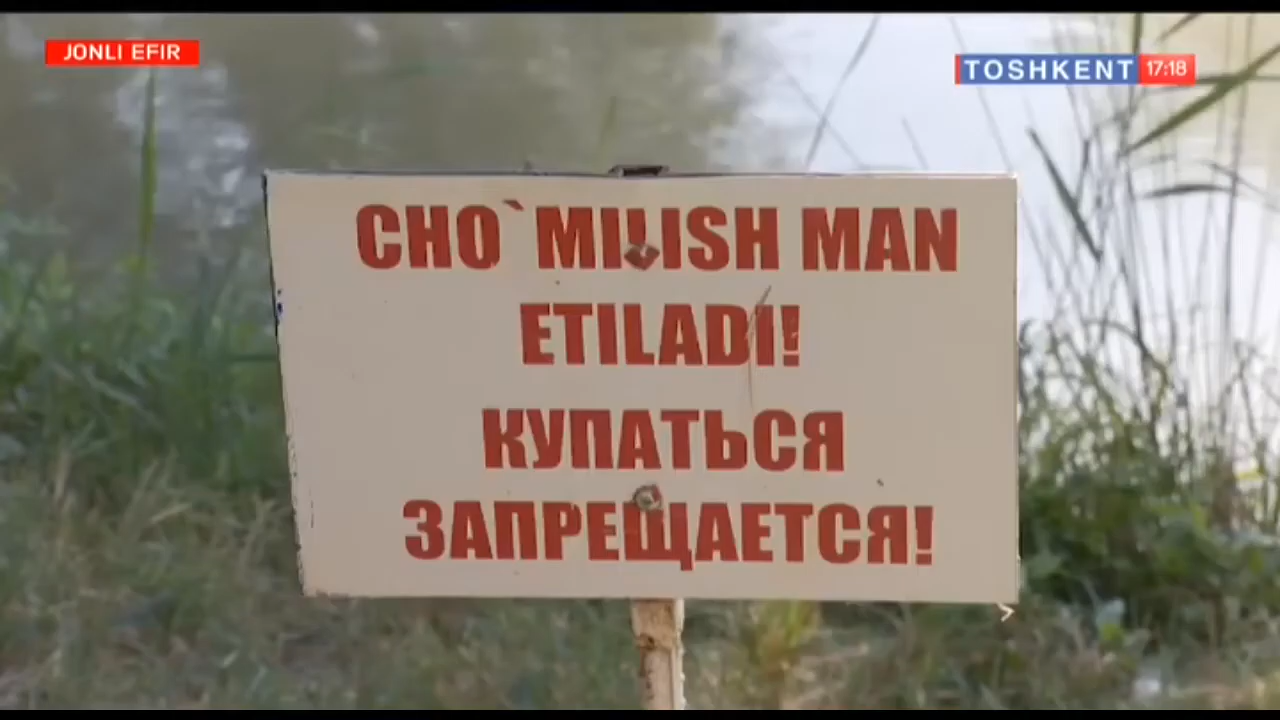 JONLI EFIR
TOSHKENT 17:18
CHO`MILISH MAN
ETILADI!
КУПАТЬСЯ
ЗАПРЕЩАЕТСЯ!